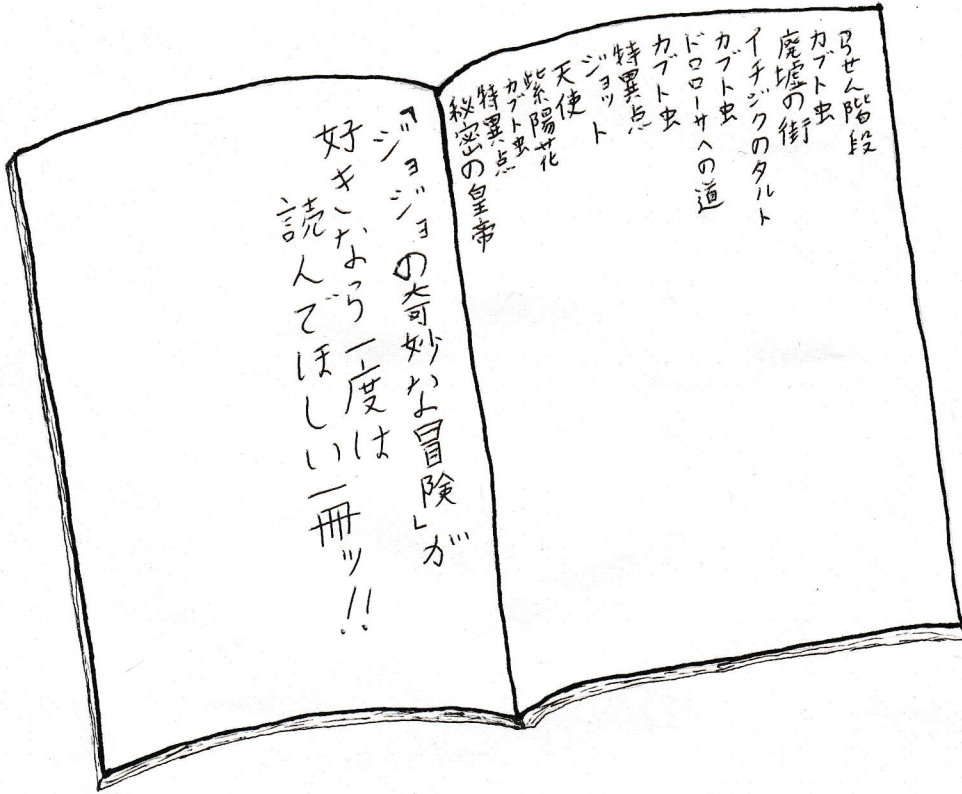 らせん階段
カブト虫
廃墟の街
イチジクのタルト
カブト虫
ドロローサへの道
カブト虫
特異点
ジョット
天使
紫陽花
カブト虫
特異点
秘密の皇帝
「ジョジョの奇妙な冒険」が
好きなら一度は
読んでほしい一冊ッ!!